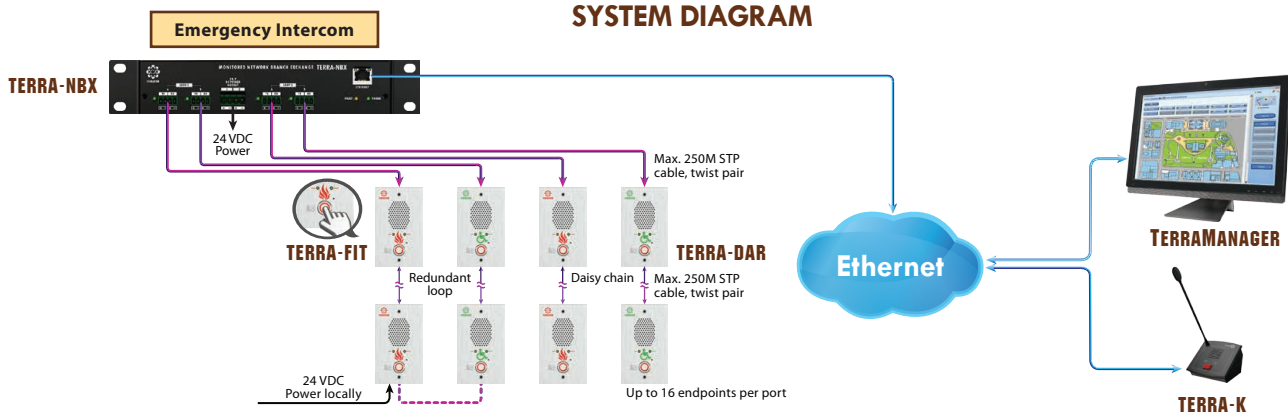 SYSTEM DIAGRAM
Emergency Intercom
TERRA-NBX
MONITORED NETWORK BRANCH EXCHANGE TERRA-NBX
24 VDC
Power
Max. 250M STP
cable, twist pair
TERRA-FIT
TERRA-DAR
Redundant
loop
Daisy chain
Max. 250M STP
cable, twist pair
24 VDC
Power locally
Up to 16 endpoints per port
Ethernet
TERRAMANAGER
TERRA-K